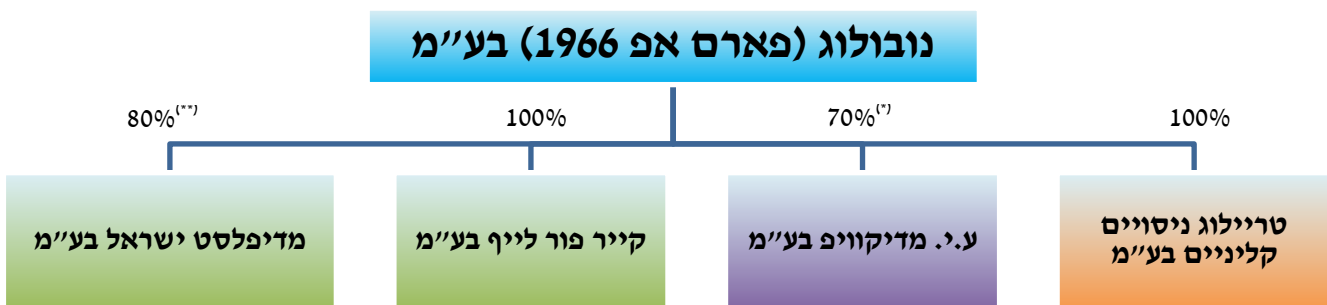 נובולוג (פארם אפ 1966) בע״מ
100%
70%(*)
100%
80%(**)
טריילוג ניסויים
קליניים בע״מ
ע.י. מדיקוויפ בע״מ
קייר פור לייף בע״מ
מדיפלסט ישראל בע״מ